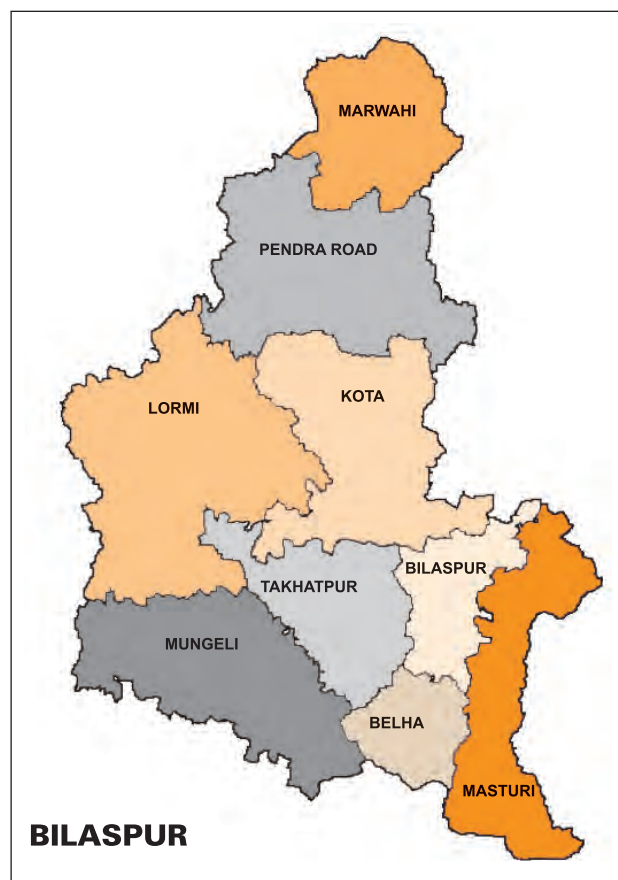 MARWAHI
PENDRA ROAD
KOTA
LORMI
BILASPUR
TAKHATPUR
MUNGELI
BELHA
MASTURI
BILASPUR